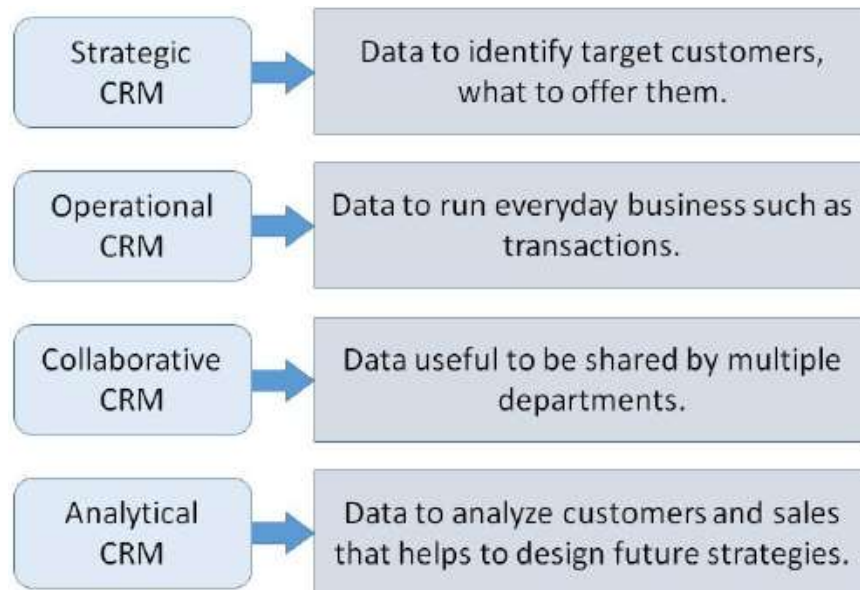 Strategic
CRM
Data to identify target customers,
what to offer them.
Operational
CRM
Data to run everyday business such as
transactions.
Collaborative
CRM
Data useful to be shared by multiple
departments.
Analytical
CRM
Data to analyze customers and sales
that helps to design future strategies.